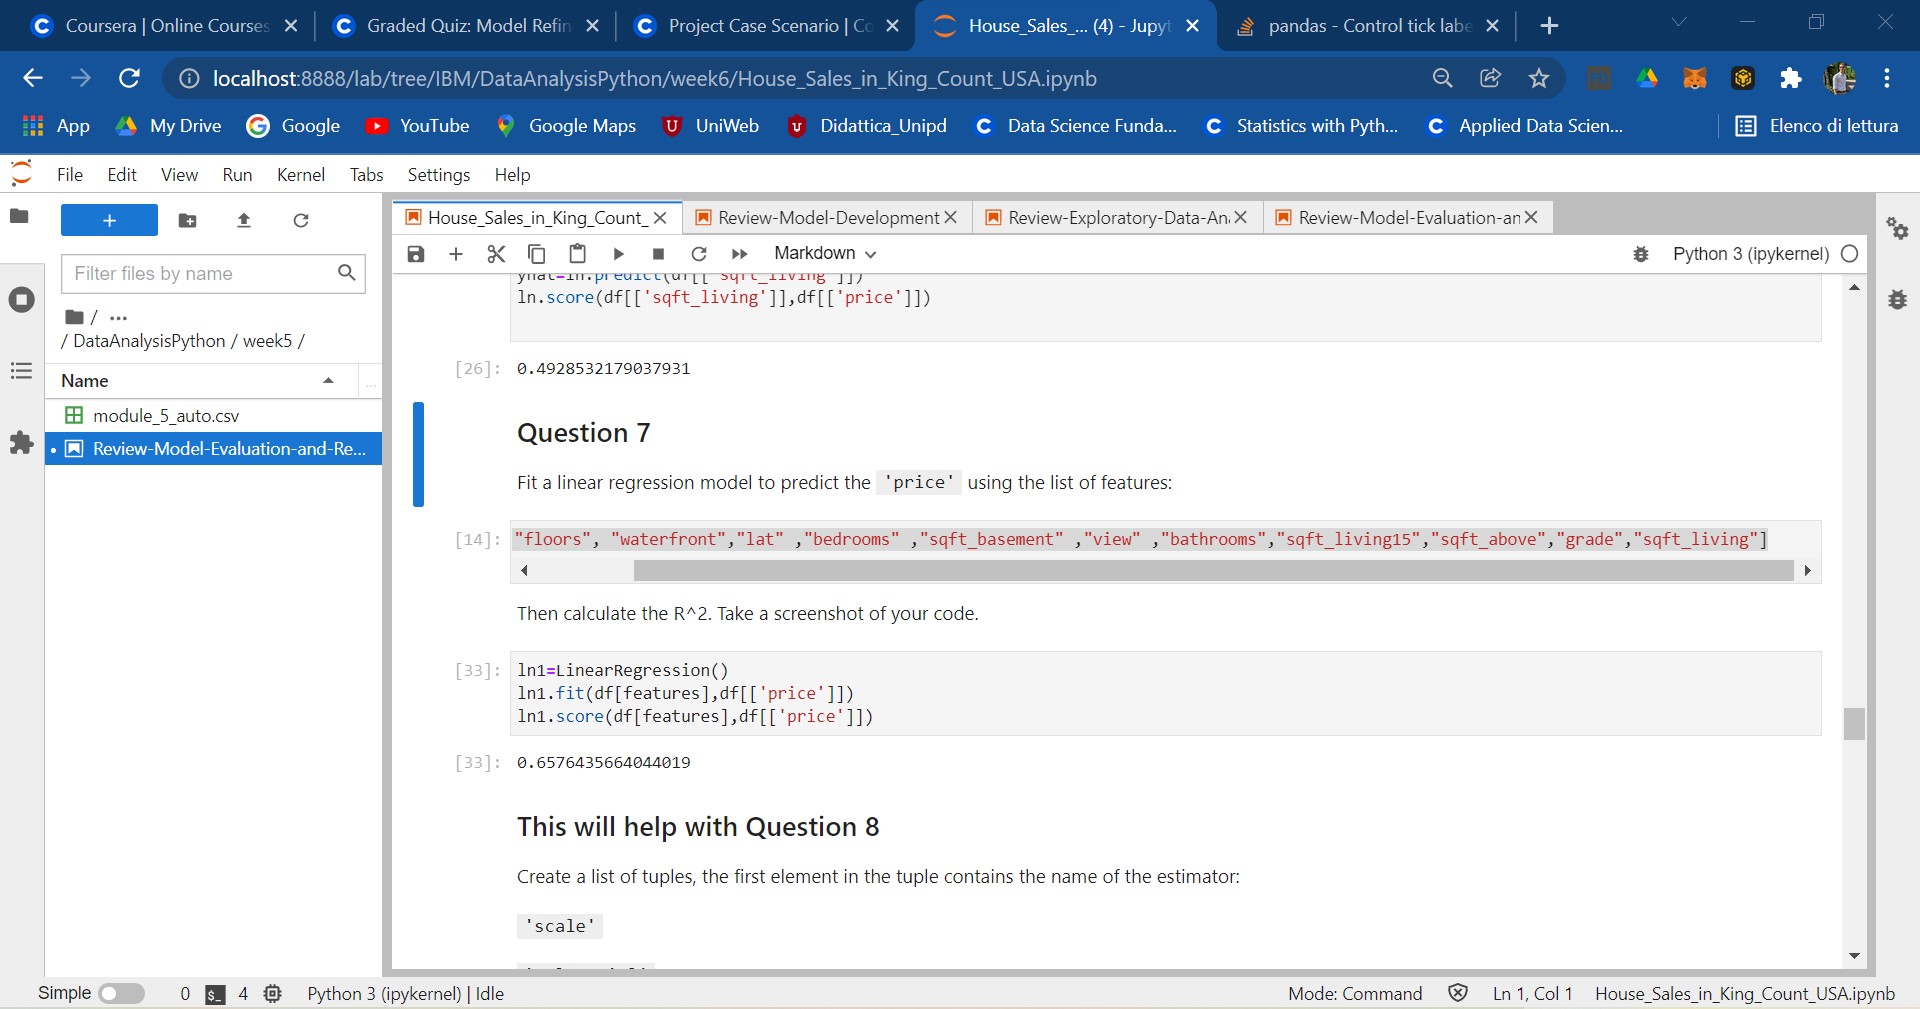 Coursera | Online Courses
Graded Quiz: Model Refin
Project Case Scenario | Co
House_Sales_... (4) - Jupyt
pandas - Control tick labe
localhost:8888/lab/tree/IBM/DataAnalysisPython/week6/House_Sales_in_King_Count_USA.ipynb
App My Drive Google YouTube Google Maps UniWeb Didattica_Unipd Data Science Funda... Statistics with Pyth... Applied Data Scien... Elenco di lettura
File Edit View Run Kernel Tabs Settings Help
House_Sales_in_King_Count_
Review-Model-Development
Review-Exploratory-Data-An
Review-Model-Evaluation-an
Markdown
Python 3 (ipykernel)
Filter files by name
/ ...
/ DataAnalysisPython / week5 /
Name
...
module_5_auto.csv
Review-Model-Evaluation-and-Re...
yhat=ln.predict(df[['sqft_living']])
ln.score(df[['sqft_living']],df[['price']])
[26]: 0.4928532179037931
Question 7
Fit a linear regression model to predict the 'price' using the list of features:
[14]: "floors", "waterfront","lat" ,"bedrooms" ,"sqft_basement" ,"view" ,"bathrooms","sqft_living15","sqft_above","grade","sqft_living"]
Then calculate the R^2. Take a screenshot of your code.
[33]: ln1=LinearRegression()
ln1.fit(df[features],df[['price']])
ln1.score(df[features],df[['price']])
[33]: 0.6576435664044019
This will help with Question 8
Create a list of tuples, the first element in the tuple contains the name of the estimator:
'scale'
Simple 0 $_ 4 Python 3 (ipykernel) | Idle Mode: Command Ln 1, Col 1 House_Sales_in_King_Count_USA.ipynb